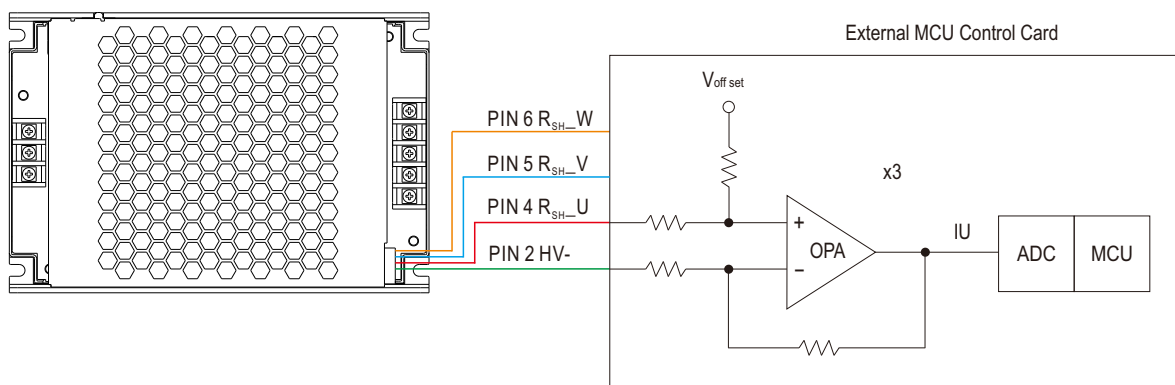 External MCU Control Card
Voff set
PIN 6 RSH_W
PIN 5 RSH_V
x3
PIN 4 RSH_U
+
OPA
IU
ADC
MCU
PIN 2 HV-
−